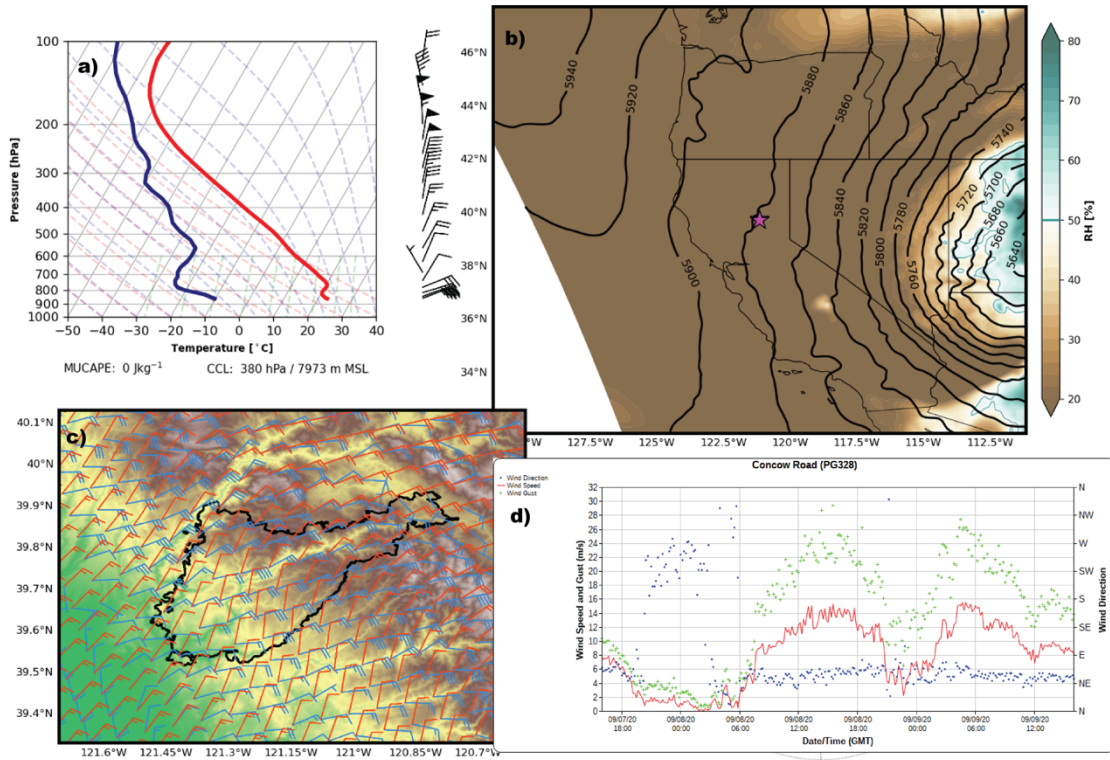 a)
Pressure [hPa]
100
200
300
400
500
600
700
800
900
1000
−50 −40 −30 −20 −10 0 10 20 30 40
Temperature [°C]
MUCAPE: 0 Jkg⁻¹ CCL: 380 hPa / 7973 m MSL
b)
46°N
44°N
42°N
40°N
38°N
36°N
34°N
5940
5920
5900
5880
5860
5840
5820
5800
5780
5760
5740
5720
5700
5680
5660
5640
°W 127.5°W 125°W 122.5°W 120°W 117.5°W 115°W 112.5°W
80
70
60
50
40
30
20
RH [%]
c)
40.1°N
40°N
39.9°N
39.8°N
39.7°N
39.6°N
39.5°N
39.4°N
121.6°W 121.45°W 121.3°W 121.15°W 121°W 120.85°W 120.7°W
Concow Road (PG328)
Wind Direction
Wind Speed
Wind Gust
d)
Wind Speed and Gust (m/s)
32
30
28
26
24
22
20
18
16
14
12
10
8
6
4
2
0
N
NW
W
SW
S
SE
E
NE
N
Wind Direction
09/07/20 09/08/20 09/08/20 09/08/20 09/08/20 09/09/20 09/09/20 09/09/20
18:00 00:00 06:00 12:00 18:00 00:00 06:00 12:00
Date/Time (GMT)